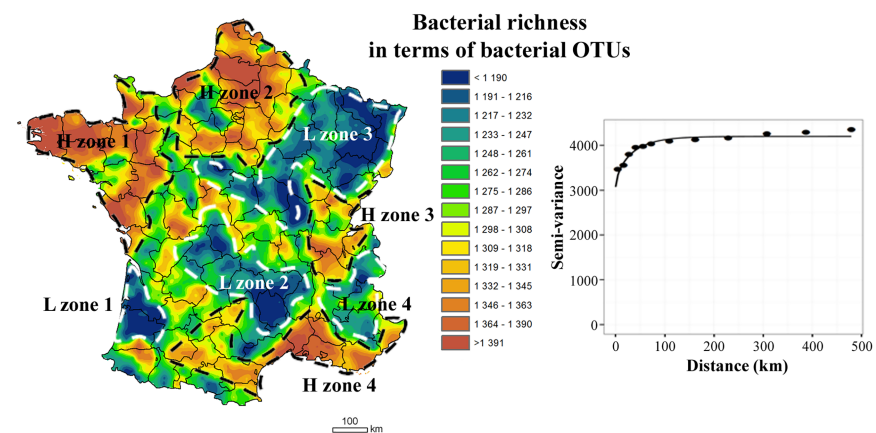 Bacterial richness
in terms of bacterial OTUs
H zone 2
H zone 1
L zone 3
H zone 3
L zone 2
L zone 1
L zone 4
H zone 4
100
km
< 1 190
1 191 - 1 216
1 217 - 1 232
1 233 - 1 247
1 248 - 1 261
1 262 - 1 274
1 275 - 1 286
1 287 - 1 297
1 298 - 1 308
1 309 - 1 318
1 319 - 1 331
1 332 - 1 345
1 346 - 1 363
1 364 - 1 390
>1 391
Semi-variance
4000
3000
2000
1000
0
0 100 200 300 400 500
Distance (km)